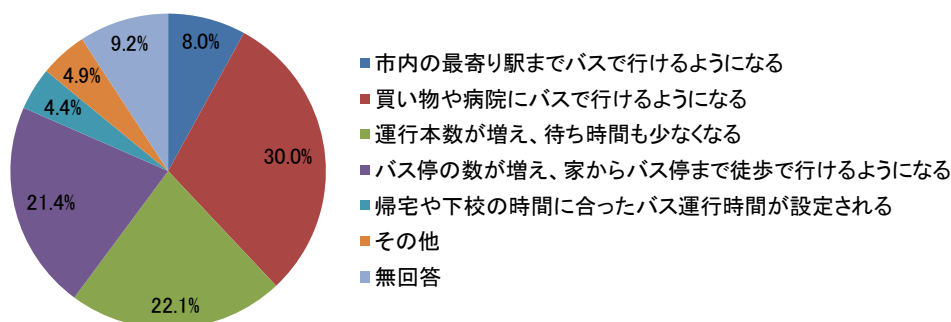 9.2%
8.0%
4.9%
4.4%
30.0%
21.4%
22.1%
市内の最寄り駅までバスで行けるようになる
買い物や病院にバスで行けるようになる
運行本数が増え、待ち時間も少なくなる
バス停の数が増え、家からバス停まで徒歩で行けるようになる
帰宅や下校の時間に合ったバス運行時間が設定される
その他
無回答